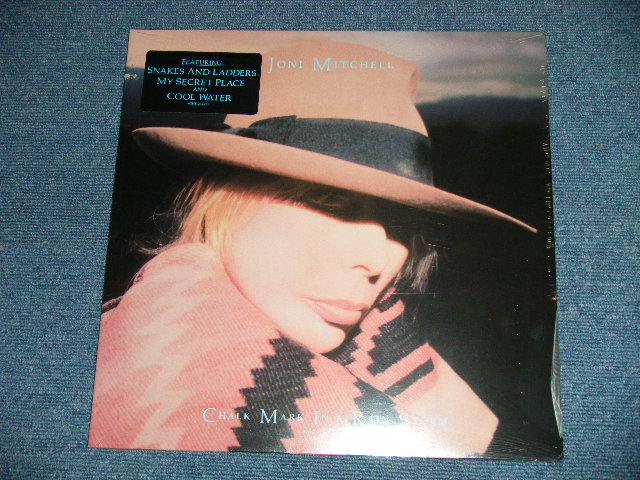 FEATURING
SNAKES AND LADDERS
MY SECRET PLACE
AND
COOL WATER
JONI MITCHELL
CHALK MARK IN A RAIN STORM